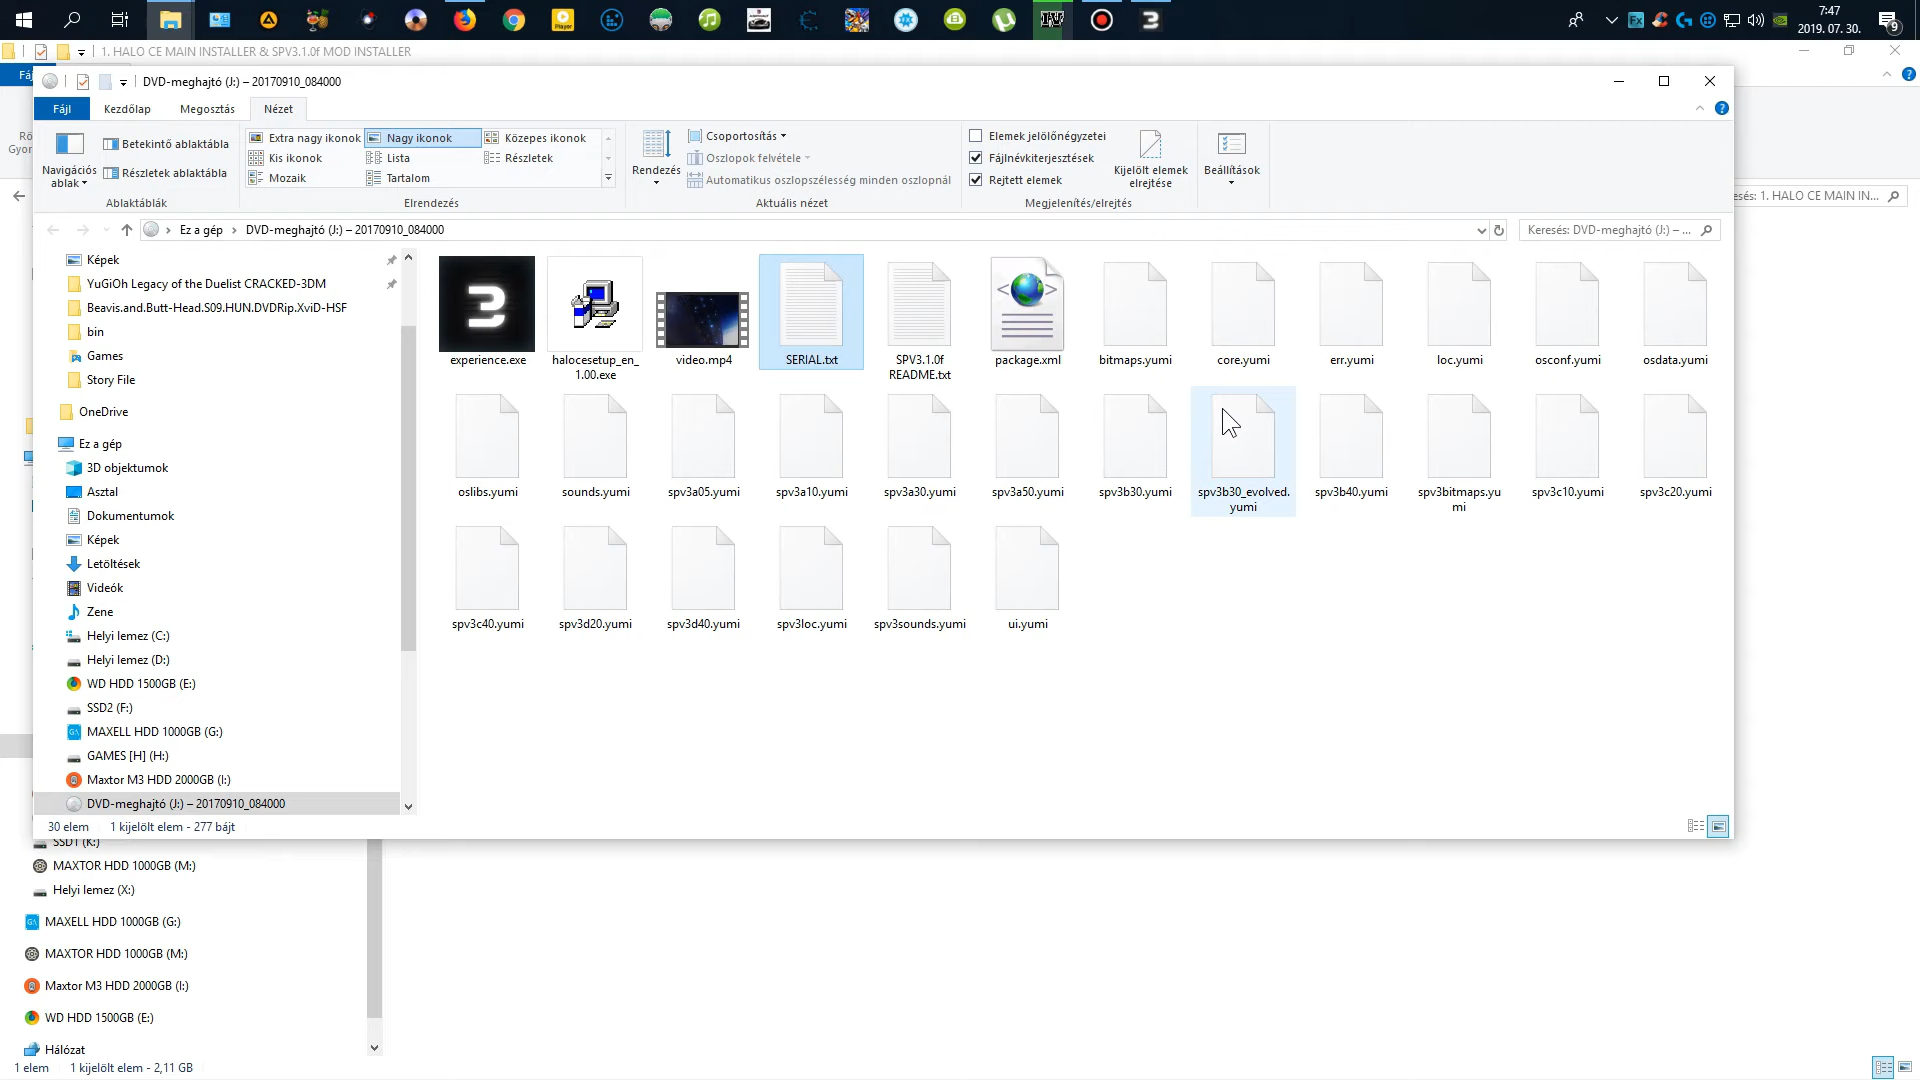 7:47
2019. 07. 30.
9
1. HALO CE MAIN INSTALLER & SPV3.1.0f MOD INSTALLER
DVD-meghajtó (J:) – 20170910_084000
Fájl
Kezdőlap
Megosztás
Nézet
Navigációs ablak
Betekintő ablaktábla
Részletek ablaktábla
Ablaktáblák
Extra nagy ikonok
Nagy ikonok
Közepes ikonok
Kis ikonok
Lista
Részletek
Mozaik
Tartalom
Elrendezés
Rendezés
Csoportosítás
Oszlopok felvétele
Automatikus oszlopszélesség minden oszlopnál
Aktuális nézet
Elemek jelölőnégyzetei
Fájlnévkiterjesztések
Rejtett elemek
Kijelölt elemek elrejtése
Megjelenítés/elrejtés
Beállítások
Ez a gép
DVD-meghajtó (J:) – 20170910_084000
Keresés: DVD-meghajtó (J:) – ...
esés: 1. HALO CE MAIN IN...
Képek
YuGiOh Legacy of the Duelist CRACKED-3DM
Beavis.and.Butt-Head.S09.HUN.DVDRip.XviD-HSF
bin
Games
Story File
OneDrive
Ez a gép
3D objektumok
Asztal
Dokumentumok
Képek
Letöltések
Videók
Zene
Helyi lemez (C:)
Helyi lemez (D:)
WD HDD 1500GB (E:)
SSD2 (F:)
MAXELL HDD 1000GB (G:)
GAMES [H] (H:)
Maxtor M3 HDD 2000GB (I:)
DVD-meghajtó (J:) – 20170910_084000
experience.exe
halocesetup_en_1.00.exe
video.mp4
SERIAL.txt
SPV3.1.0f README.txt
package.xml
bitmaps.yumi
core.yumi
err.yumi
loc.yumi
osconf.yumi
osdata.yumi
oslibs.yumi
sounds.yumi
spv3a05.yumi
spv3a10.yumi
spv3a30.yumi
spv3a50.yumi
spv3b30.yumi
spv3b30_evolved.yumi
spv3b40.yumi
spv3bitmaps.yumi
spv3c10.yumi
spv3c20.yumi
spv3c40.yumi
spv3d20.yumi
spv3d40.yumi
spv3loc.yumi
spv3sounds.yumi
ui.yumi
30 elem
1 kijelölt elem - 277 bájt
SSD1 (K:)
MAXTOR HDD 1000GB (M:)
Helyi lemez (X:)
MAXELL HDD 1000GB (G:)
MAXTOR HDD 1000GB (M:)
Maxtor M3 HDD 2000GB (I:)
WD HDD 1500GB (E:)
Hálózat
1 elem
1 kijelölt elem - 2,11 GB